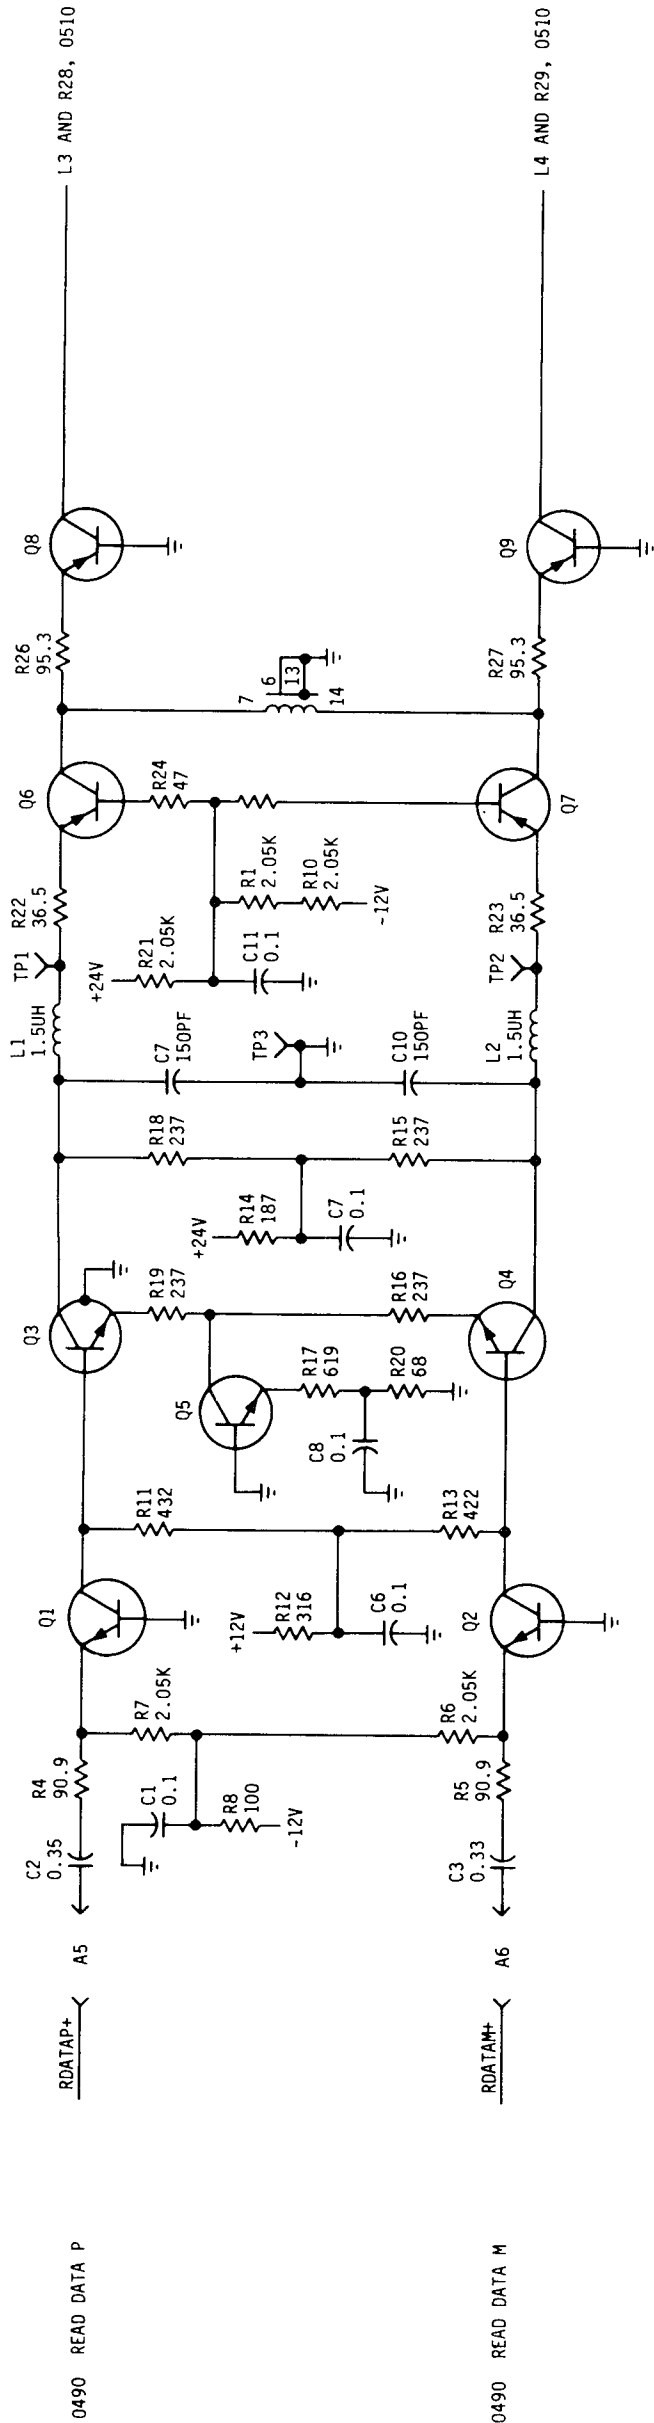 0490 READ DATA P
RDATAP+
A5
C2
0.35
R4
90.9
C1
0.1
R8
100
-12V
R7
2.05K
Q1
+12V
R12
316
C6
0.1
R11
432
Q3
Q5
R17
619
C8
0.1
R20
68
R19
237
+24V
R14
187
C7
0.1
R18
237
C7
150PF
TP3
L1
1.5UH
TP1
R22
36.5
+24V
R21
2.05K
C11
0.1
R1
2.05K
R10
2.05K
-12V
R24
47
Q6
7
6
13
14
R26
95.3
Q8
L3 AND R28, 0510
0490 READ DATA M
RDATAM+
A6
C3
0.33
R5
90.9
R6
2.05K
Q2
R13
422
R16
237
Q4
R15
237
C10
150PF
L2
1.5UH
TP2
R23
36.5
Q7
R27
95.3
Q9
L4 AND R29, 0510